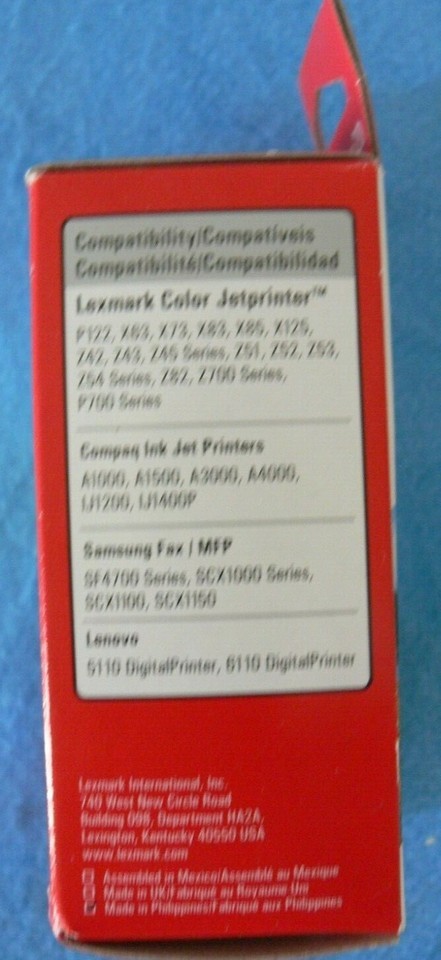 Compatibility/Compatíveis
Compatibilité/Compatibilidad
Lexmark Color Jetprinter™
P122, X63, X73, X83, X85, X125,
Z42, Z43, Z45 Series, Z51, Z52, Z53,
Z54 Series, Z82, Z700 Series,
P700 Series
Compaq Ink Jet Printers
A1000, A1500, A3000, A4000,
IJ1200, IJ1400P
Samsung Fax / MFP
SF4700 Series, SCX1000 Series,
SCX1100, SCX1150
Lenovo
5110 DigitalPrinter, 6110 DigitalPrinter
Lexmark International, Inc.
740 West New Circle Road
Building 095, Department HA2A,
Lexington, Kentucky 40550 USA
www.lexmark.com
Assembled in Mexico/Assemblé au Mexique
Made in UK/Fabriqué au Royaume Uni
Made in Philippines/Fabriqué aux Philippines